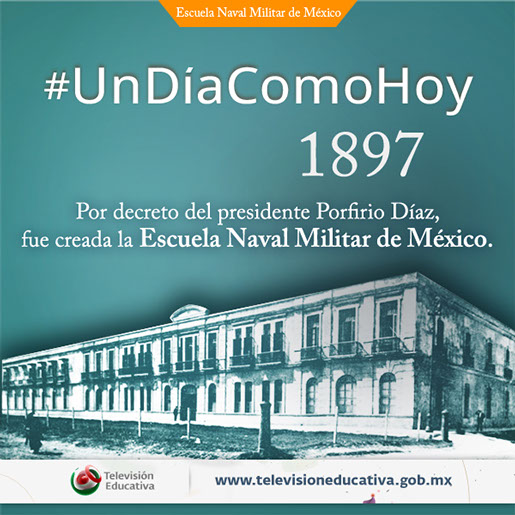 Escuela Naval Militar de México
#UnDíaComoHoy
1897
Por decreto del presidente Porfirio Díaz,
fue creada la Escuela Naval Militar de México.
Televisión
Educativa
www.televisioneducativa.gob.mx